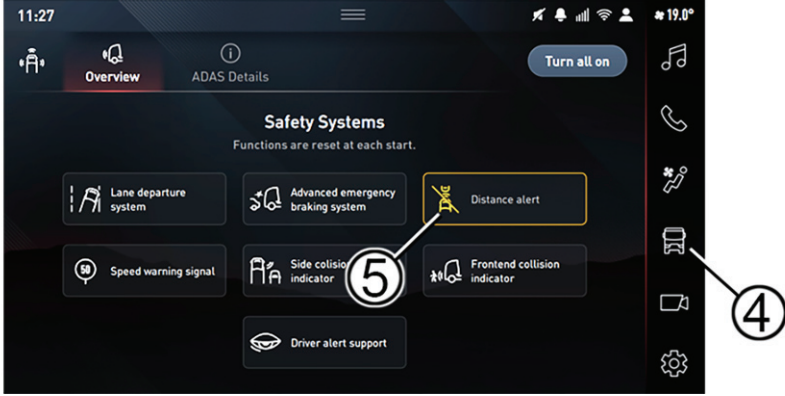 11:27
19.0°
Overview
ADAS Details
Turn all on
Safety Systems
Functions are reset at each start.
Lane departure
system
Advanced emergency
braking system
Distance alert
50
Speed warning signal
Side colision
indicator
Frontend collision
indicator
Driver alert support
5
4